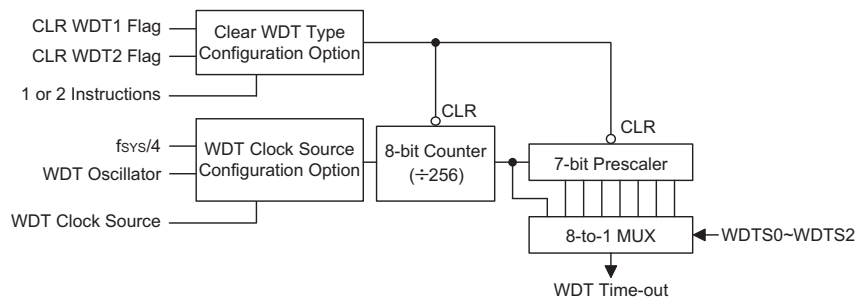 CLR WDT1 Flag
CLR WDT2 Flag
1 or 2 Instructions
Clear WDT Type
Configuration Option
CLR
CLR
fSYS/4
WDT Oscillator
WDT Clock Source
WDT Clock Source
Configuration Option
8-bit Counter
(÷256)
7-bit Prescaler
8-to-1 MUX
WDTS0~WDTS2
WDT Time-out